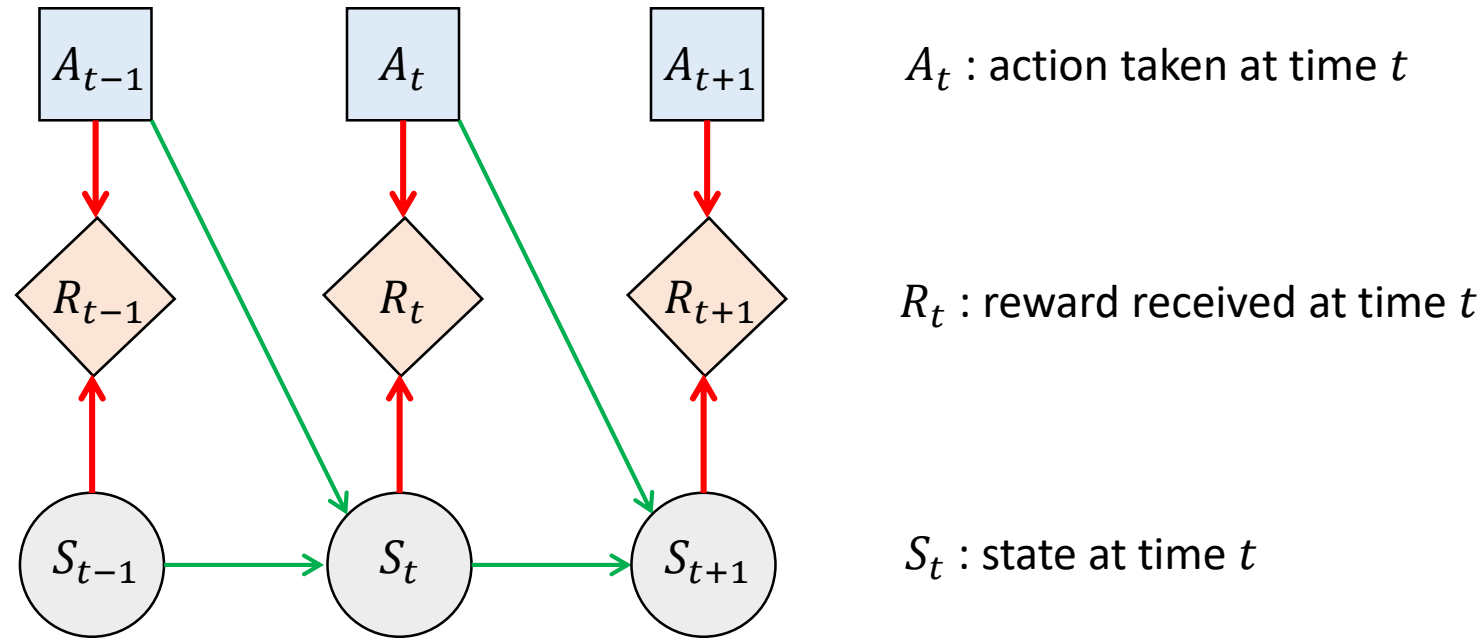 A_{t−1} A_t A_{t+1} A_t : action taken at time t
R_{t−1} R_t R_{t+1} R_t : reward received at time t
S_{t−1} S_t S_{t+1} S_t : state at time t